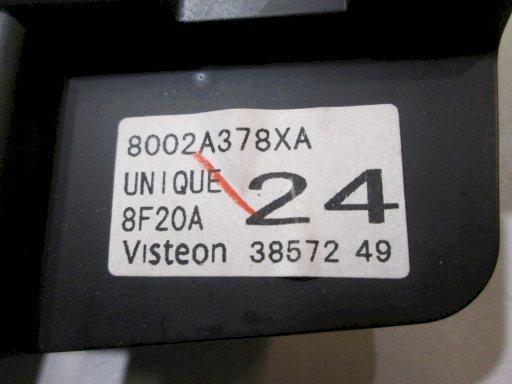 8002A378XA
UNIQUE
8F20A
24
Visteon 38572 49